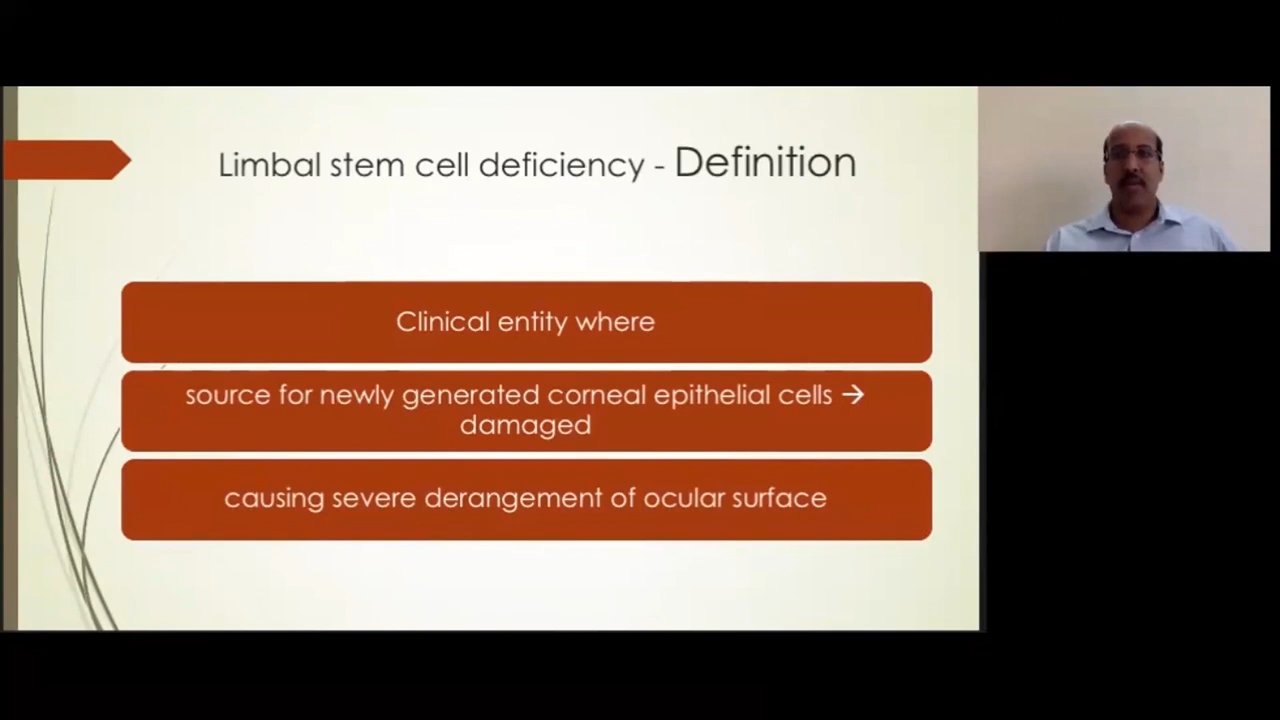 Limbal stem cell deficiency - Definition
Clinical entity where
source for newly generated corneal epithelial cells →
damaged
causing severe derangement of ocular surface